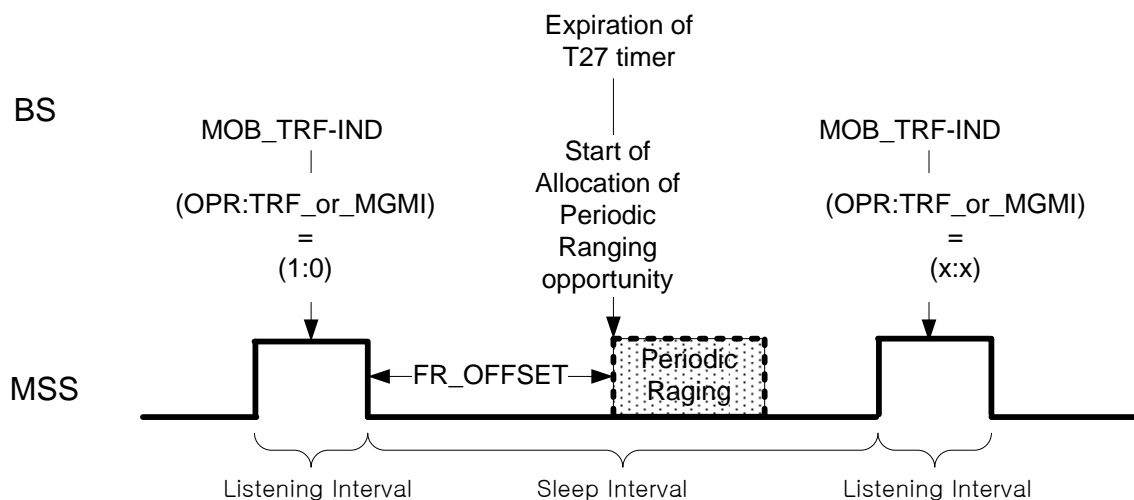 Expiration of
T27 timer
BS
MOB_TRF-IND
(OPR:TRF_or_MGMI)
=
(1:0)
Start of
Allocation of
Periodic
Ranging
opportunity
MOB_TRF-IND
(OPR:TRF_or_MGMI)
=
(x:x)
MSS
FR_OFFSET
Periodic
Raging
Listening Interval
Sleep Interval
Listening Interval